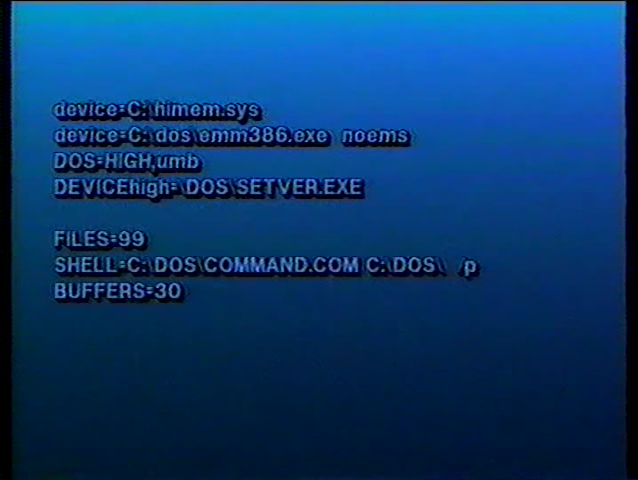 device=C:\himem.sys
device=C:\dos\emm386.exe noems
DOS=HIGH,umb
DEVICEhigh=\DOS\SETVER.EXE
FILES=99
SHELL=C:\DOS\COMMAND.COM C:\DOS\ /p
BUFFERS=30